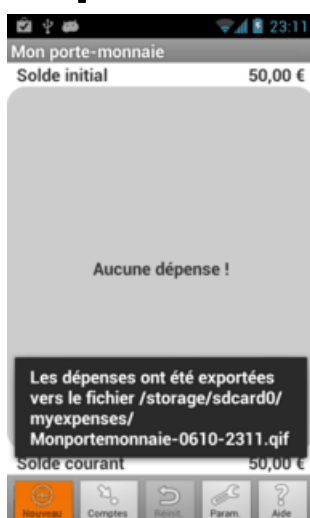 23:11
Mon porte-monnaie
Solde initial 50,00 €
Aucune dépense !
Les dépenses ont été exportées
vers le fichier /storage/sdcard0/
myexpenses/
Monportemonnaie-0610-2311.qif
Solde courant 50,00 €
Nouveau Comptes Réinit. Param. Aide